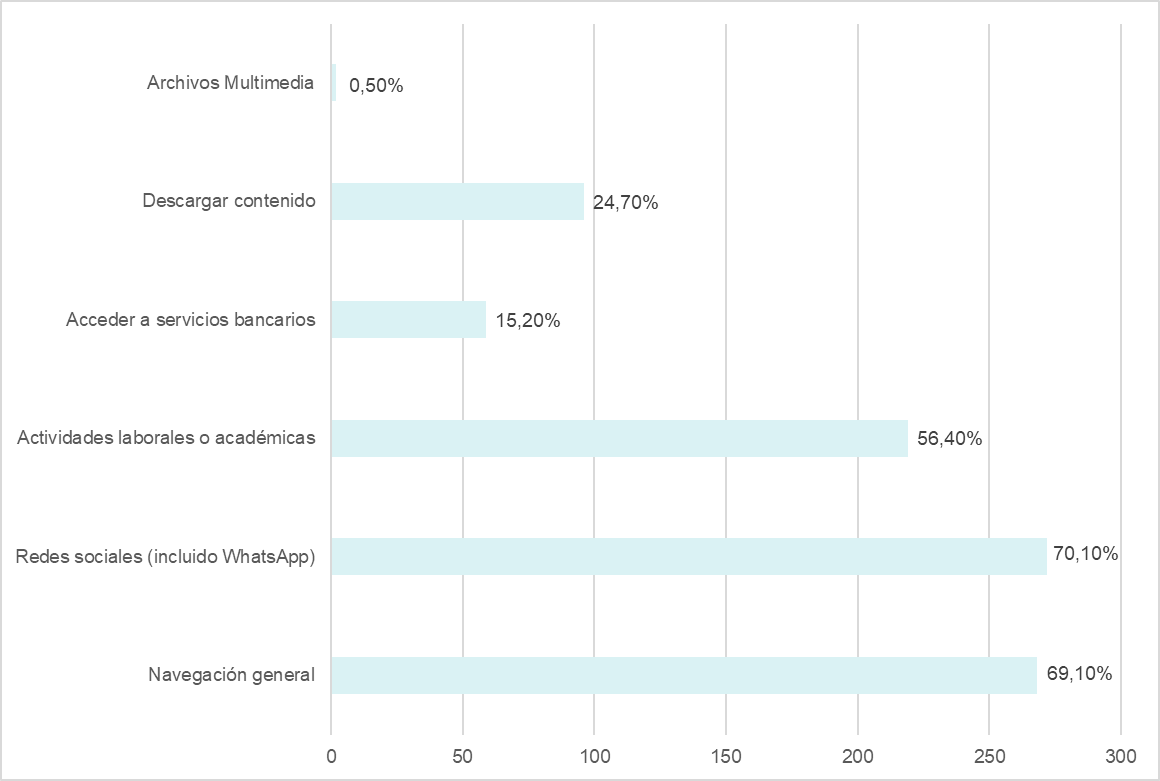 Archivos Multimedia 0,50%
Descargar contenido 24,70%
Acceder a servicios bancarios 15,20%
Actividades laborales o académicas 56,40%
Redes sociales (incluido WhatsApp) 70,10%
Navegación general 69,10%
0 50 100 150 200 250 300